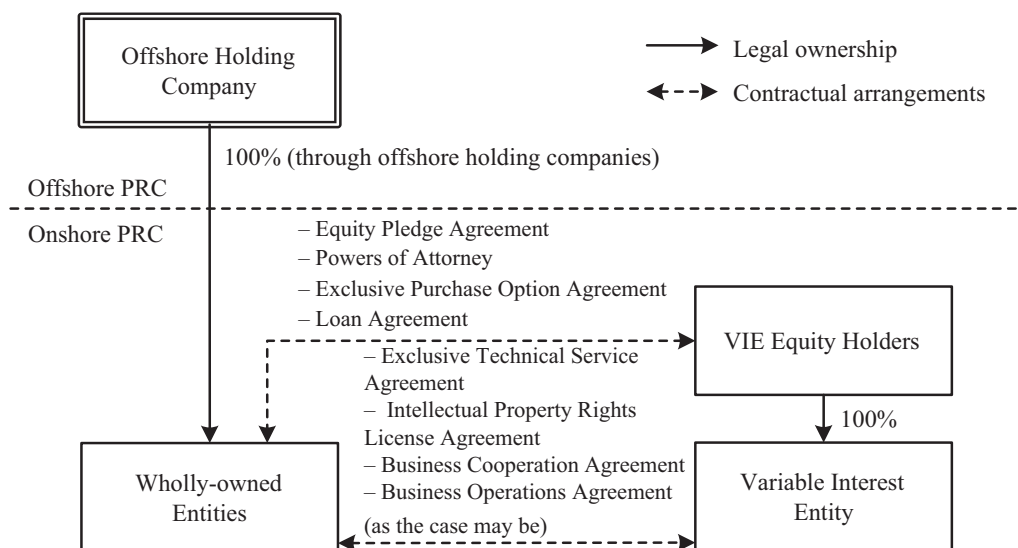 Offshore Holding
Company
Legal ownership
Contractual arrangements
100% (through offshore holding companies)
Offshore PRC
Onshore PRC
– Equity Pledge Agreement
– Powers of Attorney
– Exclusive Purchase Option Agreement
– Loan Agreement
VIE Equity Holders
– Exclusive Technical Service
Agreement
– Intellectual Property Rights
License Agreement
– Business Cooperation Agreement
– Business Operations Agreement
(as the case may be)
100%
Wholly-owned
Entities
Variable Interest
Entity